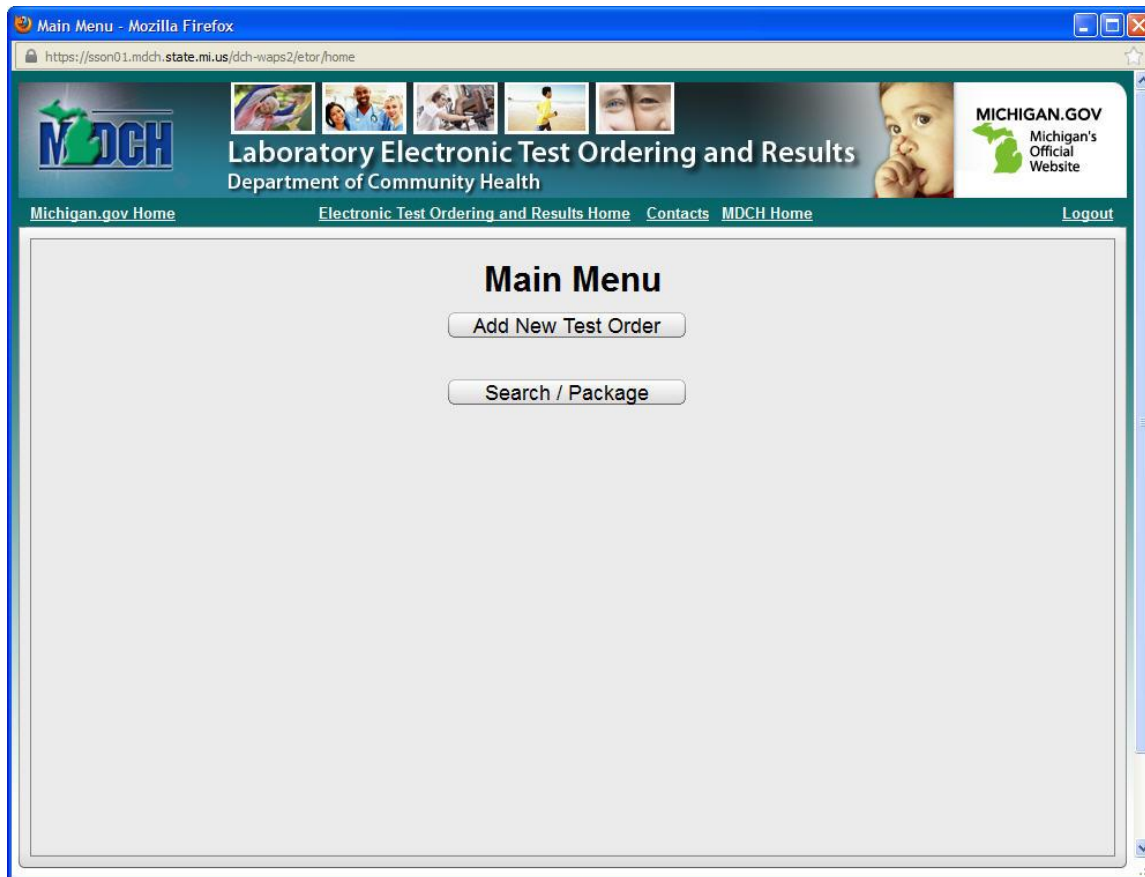 Main Menu - Mozilla Firefox
https://sson01.mdch.state.mi.us/dch-waps2/etor/home
MDCH
Laboratory Electronic Test Ordering and Results
Department of Community Health
MICHIGAN.GOV
Michigan's
Official
Website
Michigan.gov Home Electronic Test Ordering and Results Home Contacts MDCH Home Logout
Main Menu
Add New Test Order
Search / Package